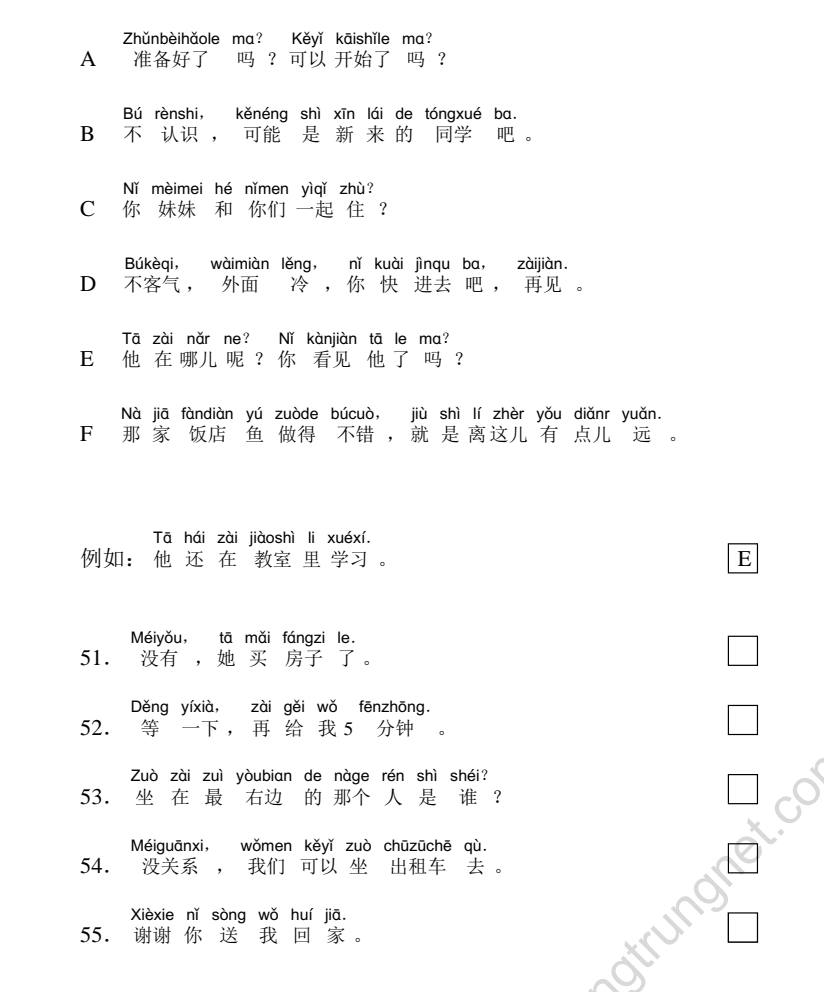 Zhǔnbèihǎole ma? Kěyǐ kāishǐle ma?
A 准备好了 吗 ？可以 开始了 吗 ？
Bú rènshi, kěnéng shì xīn lái de tóngxué ba.
B 不 认识 ， 可能 是 新 来 的 同学 吧 。
Nǐ mèimei hé nǐmen yìqǐ zhù?
C 你 妹妹 和 你们 一起 住 ？
Búkèqi, wàimiàn lěng, nǐ kuài jìnqu ba, zàijiàn.
D 不客气， 外面 冷 ，你 快 进去 吧 ， 再见 。
Tā zài nǎr ne? Nǐ kànjiàn tā le ma?
E 他 在 哪儿 呢 ？你 看见 他 了 吗 ？
Nà jiā fàndiàn yú zuòde búcuò, jiù shì lí zhèr yǒu diǎnr yuǎn.
F 那 家 饭店 鱼 做得 不错 ，就 是 离这儿 有 点儿 远 。
Tā hái zài jiàoshì li xuéxí.
例如： 他 还 在 教室 里 学习 。 E
Méiyǒu, tā mǎi fángzi le.
51. 没有 ，她 买 房子 了 。
Děng yíxià, zài gěi wǒ fēnzhōng.
52. 等 一下 ，再 给 我 5 分钟 。
Zuò zài zuì yòubian de nàge rén shì shéi?
53. 坐 在 最 右边 的 那个 人 是 谁 ？
Méiguānxi, wǒmen kěyǐ zuò chūzūchē qù.
54. 没关系 ， 我们 可以 坐 出租车 去 。
Xièxie nǐ sòng wǒ huí jiā.
55. 谢谢 你 送 我 回 家 。